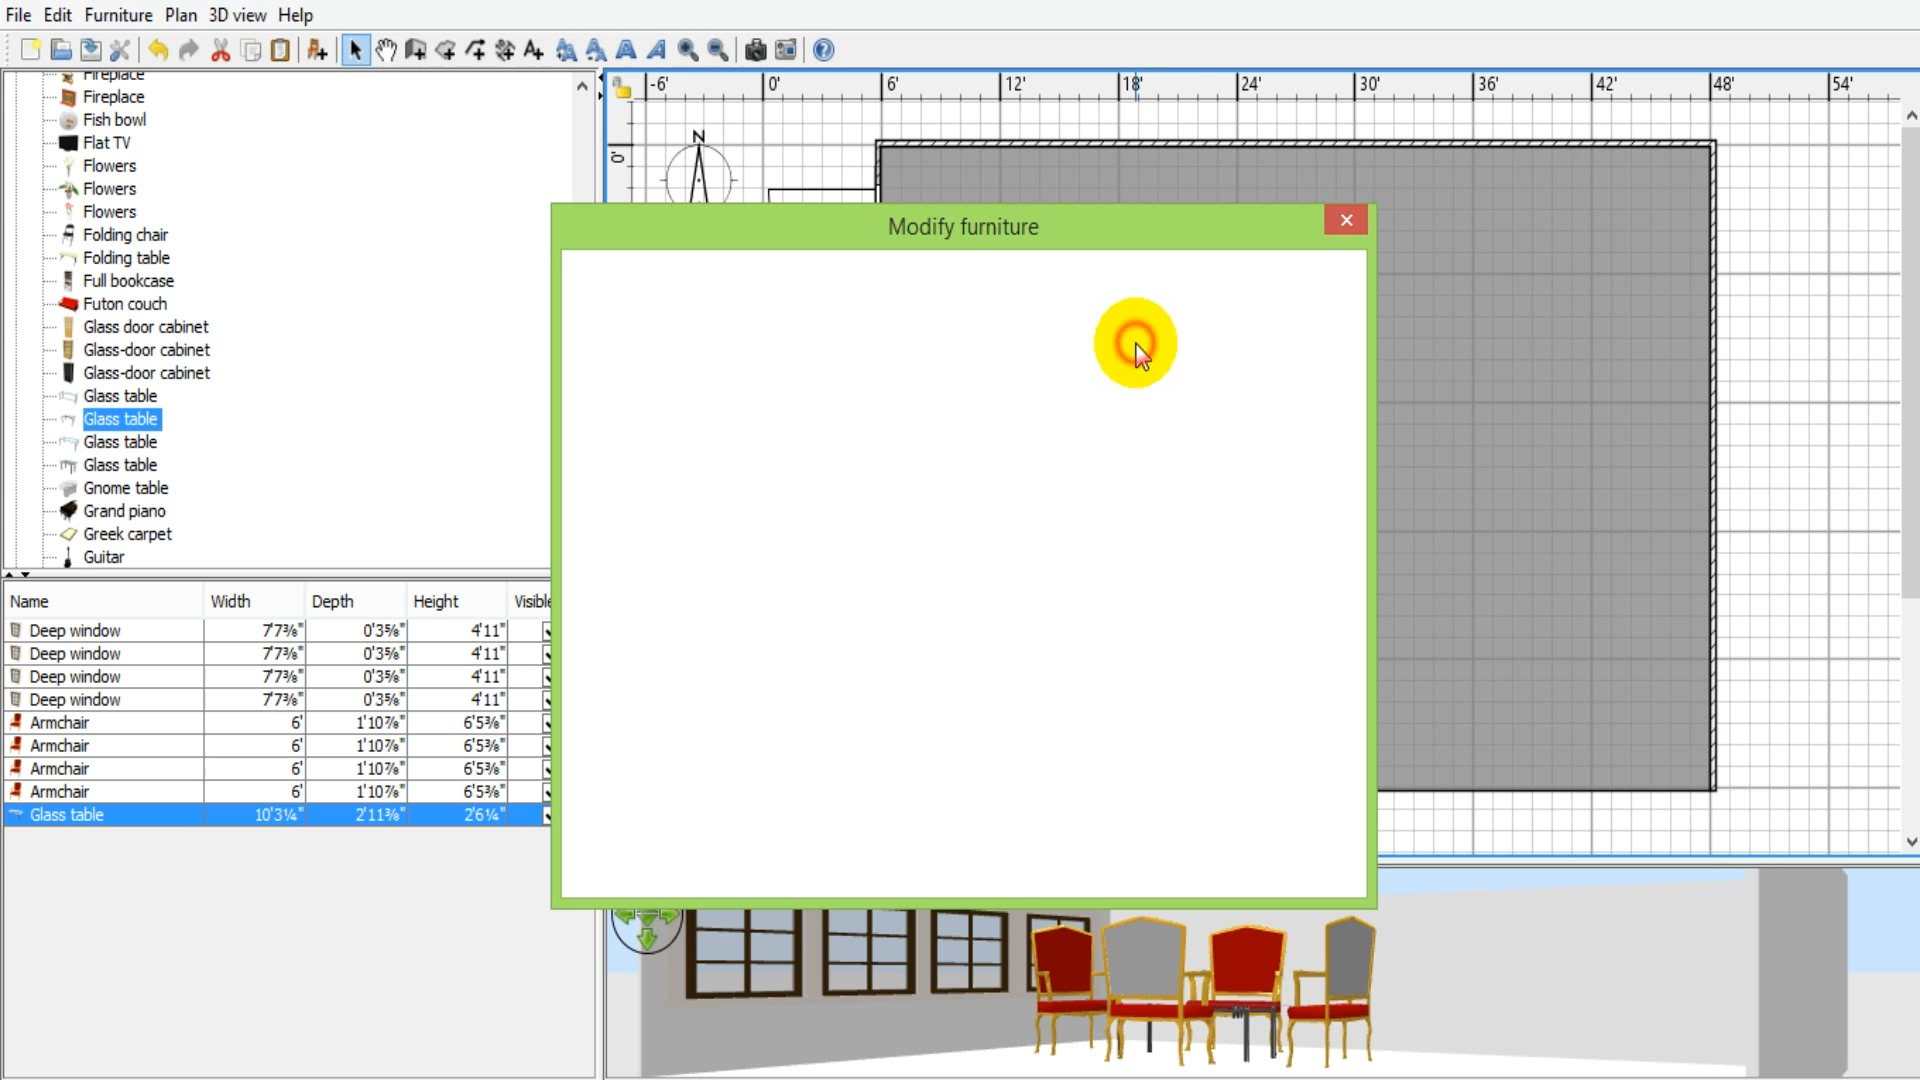 File Edit Furniture Plan 3D view Help
-6' 0' 6' 12' 18' 24' 30' 36' 42' 48' 54'
0'
N
Fireplace
Fireplace
Fish bowl
Flat TV
Flowers
Flowers
Flowers
Folding chair
Folding table
Full bookcase
Futon couch
Glass door cabinet
Glass-door cabinet
Glass-door cabinet
Glass table
Glass table
Glass table
Glass table
Gnome table
Grand piano
Greek carpet
Guitar
Modify furniture
Name Width Depth Height Visible
Deep window 7'7⅜" 0'3⅝" 4'11"
Deep window 7'7⅜" 0'3⅝" 4'11"
Deep window 7'7⅜" 0'3⅝" 4'11"
Deep window 7'7⅜" 0'3⅝" 4'11"
Armchair 6' 1'10⅞" 6'5⅜"
Armchair 6' 1'10⅞" 6'5⅜"
Armchair 6' 1'10⅞" 6'5⅜"
Armchair 6' 1'10⅞" 6'5⅜"
Glass table 10'3¼" 2'11⅜" 2'6¼"